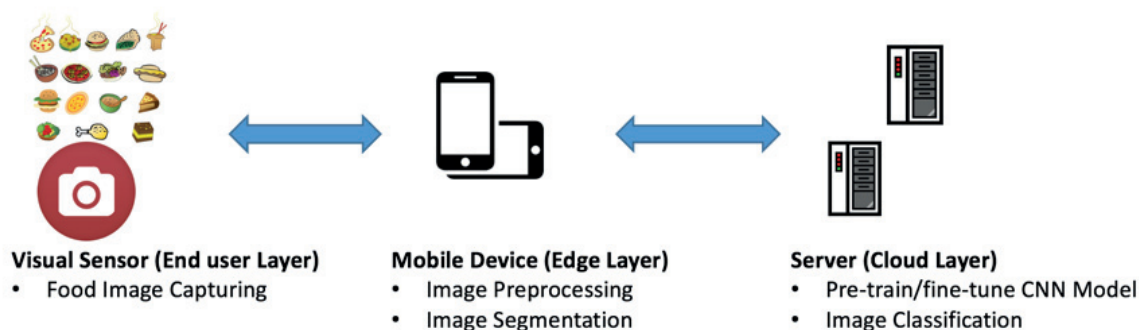 Visual Sensor (End user Layer)
• Food Image Capturing
Mobile Device (Edge Layer)
• Image Preprocessing
• Image Segmentation
Server (Cloud Layer)
• Pre-train/fine-tune CNN Model
• Image Classification